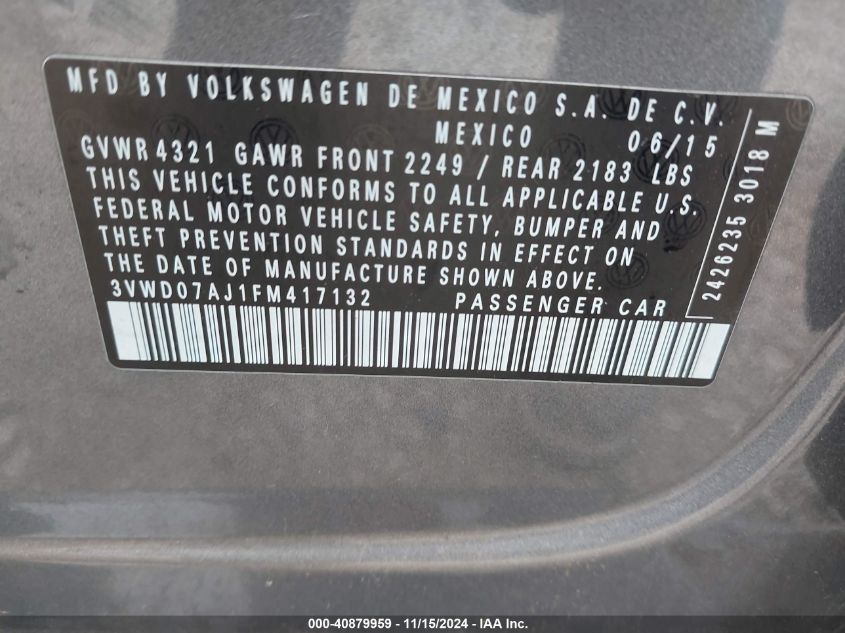 MFD BY VOLKSWAGEN DE MEXICO S.A. DE C.V.
MEXICO 06/15
GVWR 4321 GAWR FRONT 2249 / REAR 2183 LBS
THIS VEHICLE CONFORMS TO ALL APPLICABLE U.S.
FEDERAL MOTOR VEHICLE SAFETY, BUMPER AND
THEFT PREVENTION STANDARDS IN EFFECT ON
THE DATE OF MANUFACTURE SHOWN ABOVE.
3VWD07AJ1FM417132 PASSENGER CAR
2426235 3018 M
000-40879959 - 11/15/2024 - IAA Inc.